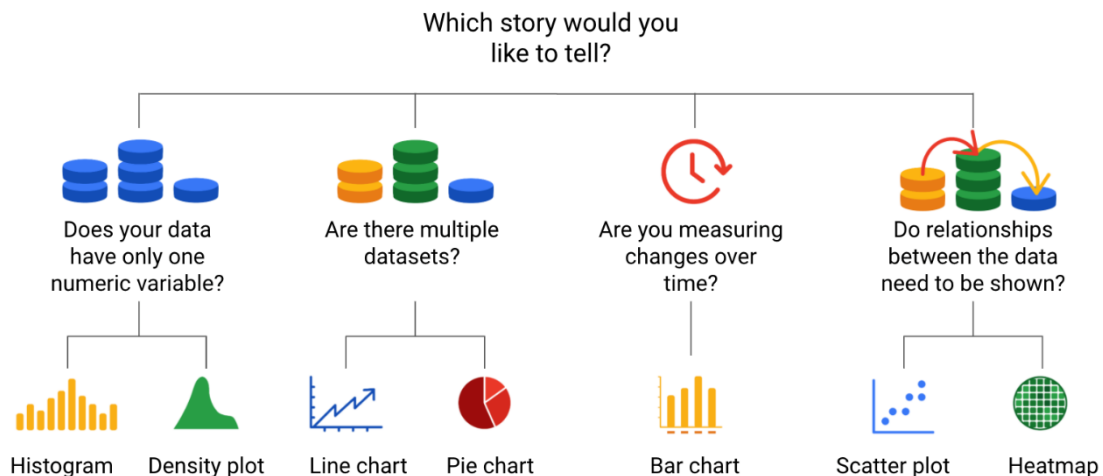 Which story would you
like to tell?
Does your data
have only one
numeric variable?
Are there multiple
datasets?
Are you measuring
changes over
time?
Do relationships
between the data
need to be shown?
Histogram
Density plot
Line chart
Pie chart
Bar chart
Scatter plot
Heatmap